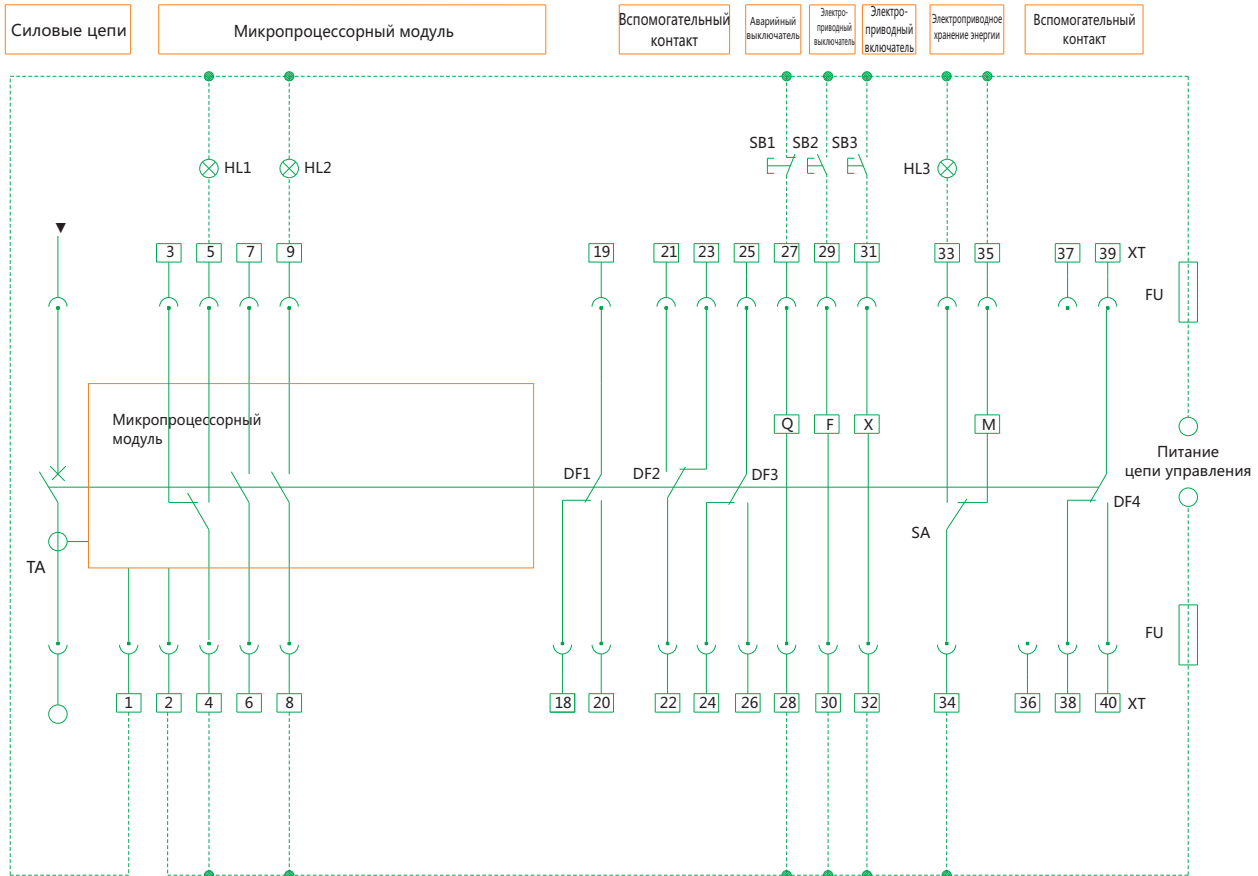 Силовые цепи
Микропроцессорный модуль
Вспомогательный
контакт
Аварийный
выключатель
Электро-
приводный
выключатель
Электро-
приводный
включатель
Электроприводное
хранение энергии
Вспомогательный
контакт
SB1
SB2
SB3
HL1
HL2
HL3
3
5
7
9
19
21
23
25
27
29
31
33
35
37
39
XT
FU
Микропроцессорный
модуль
Q
F
X
M
Питание
цепи управления
DF1
DF2
DF3
DF4
SA
TA
FU
1
2
4
6
8
18
20
22
24
26
28
30
32
34
36
38
40
XT